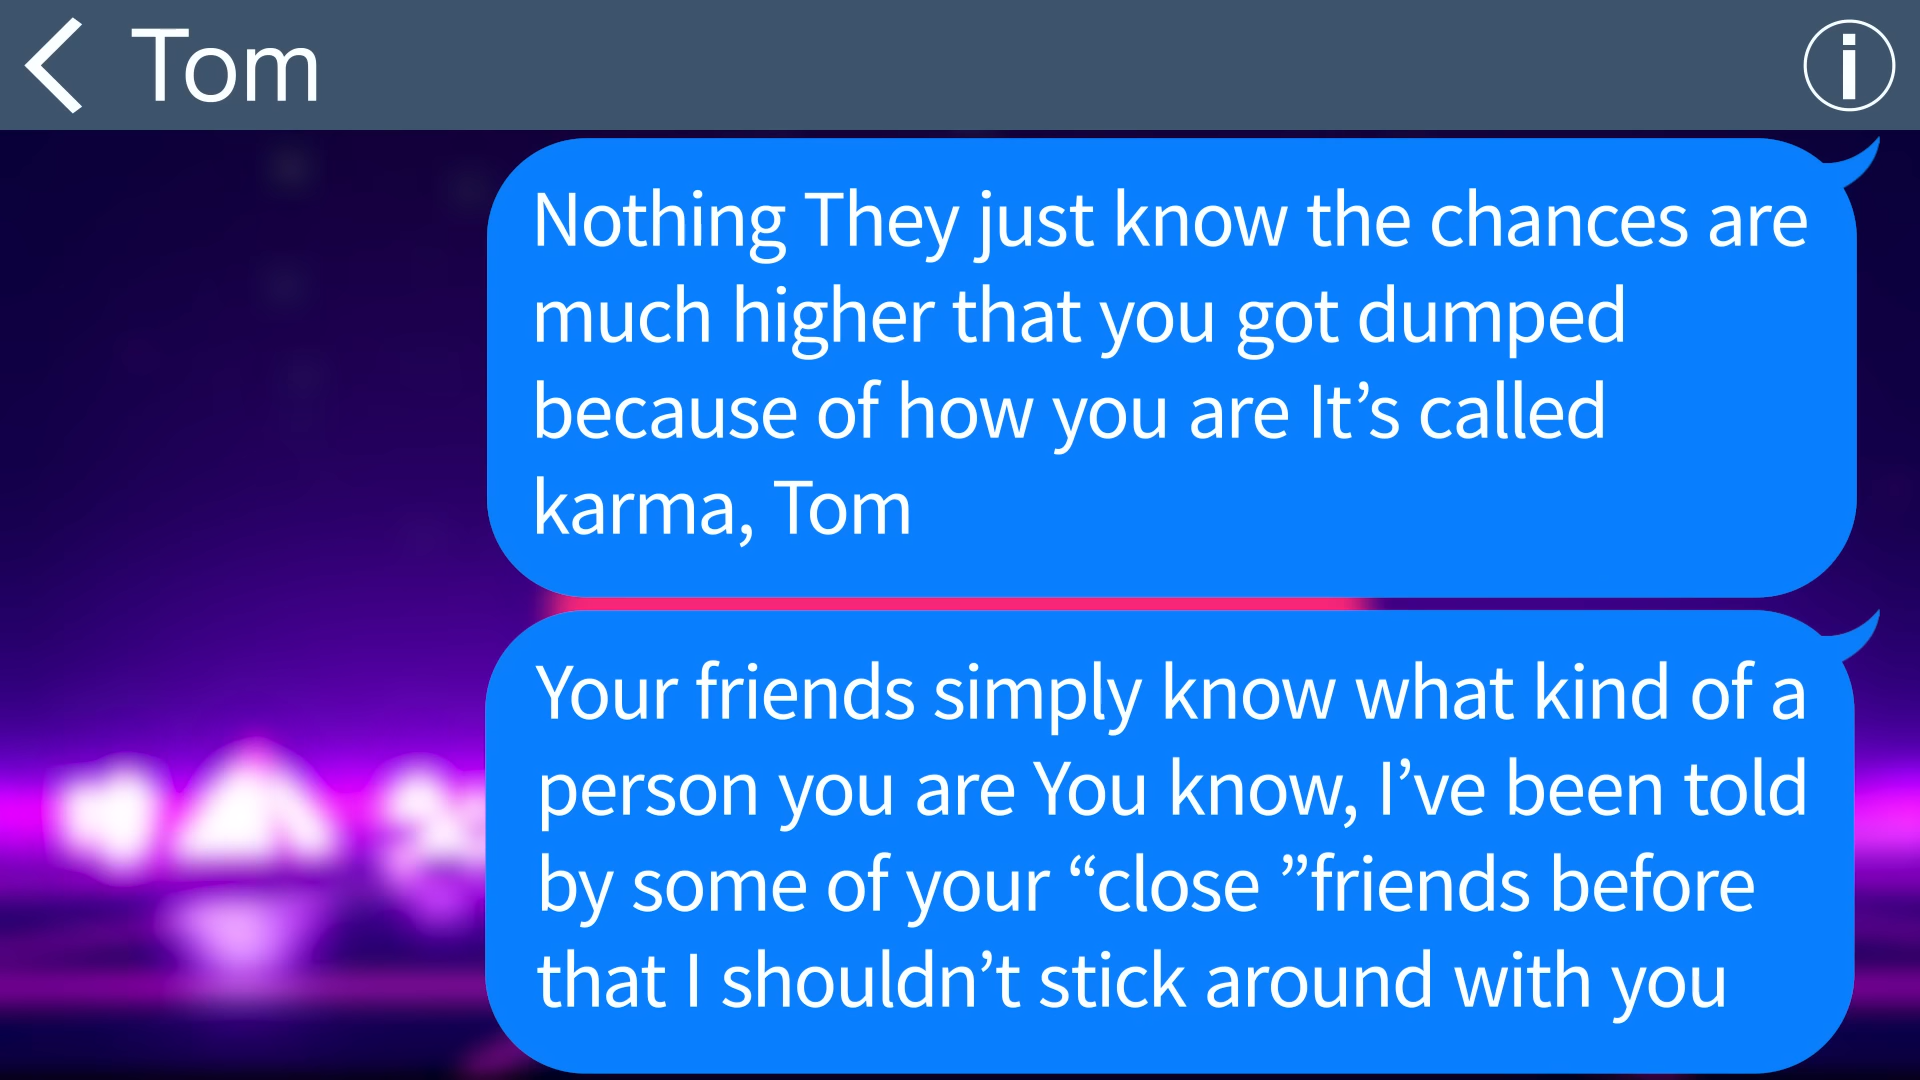 Tom
i
Nothing They just know the chances are
much higher that you got dumped
because of how you are It’s called
karma, Tom
Your friends simply know what kind of a
person you are You know, I’ve been told
by some of your “close ”friends before
that I shouldn’t stick around with you